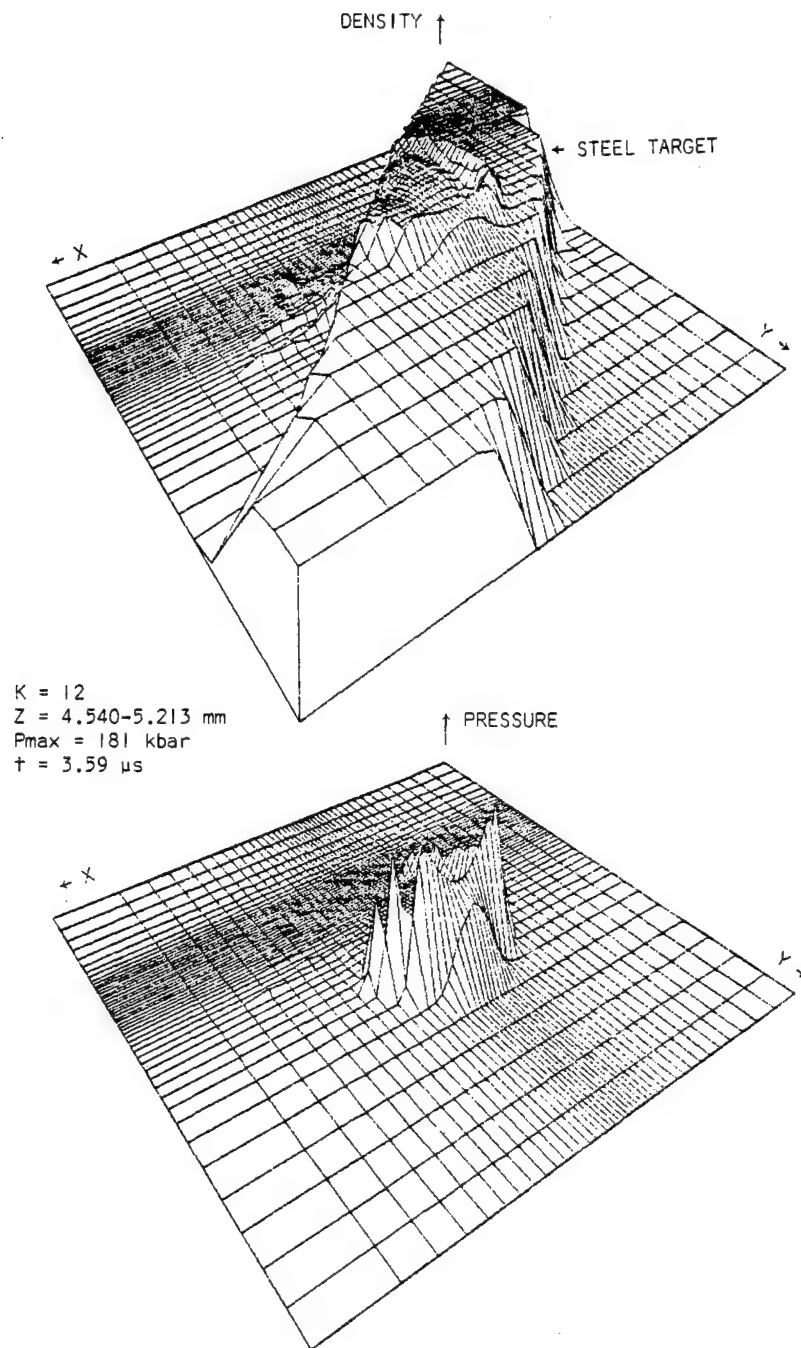 DENSITY ↑
← STEEL TARGET
← X
Y →
K = 12
Z = 4.540-5.213 mm
Pmax = 181 kbar
t = 3.59 μs
↑ PRESSURE
← X
Y →